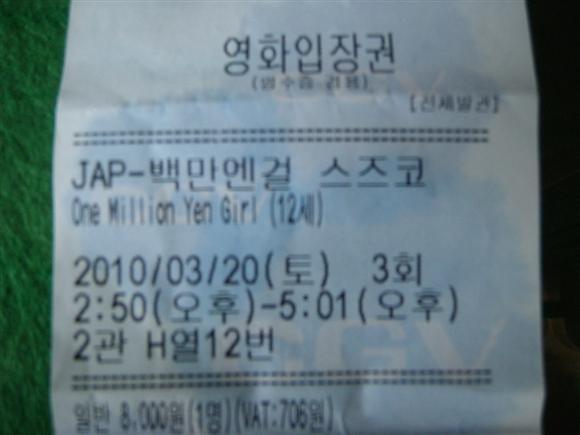 영화입장권
(영수증 겸용)
[전체발권]
JAP-백만엔걸 스즈코
One Million Yen Girl (12세)
2010/03/20(토) 3회
2:50(오후)-5:01(오후)
2관 H열12번
일반 8,000원(1명)(VAT:706원)
CGV